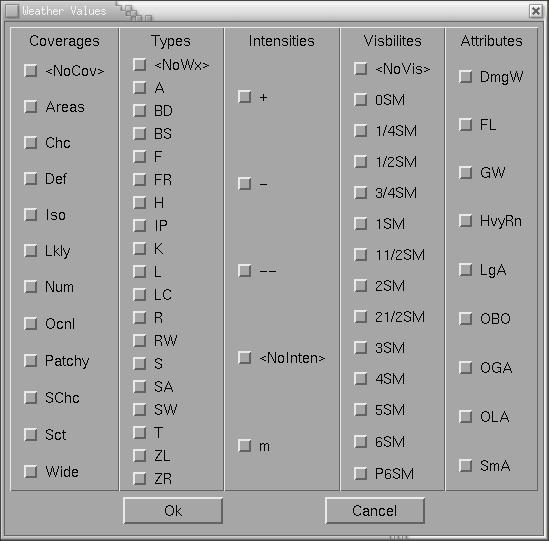 Weather Values
Coverages
<NoCov>
Areas
Chc
Def
Iso
Lkly
Num
Ocnl
Patchy
SChc
Sct
Wide
Types
<NoWx>
A
BD
BS
F
FR
H
IP
K
L
LC
R
RW
S
SA
SW
T
ZL
ZR
Intensities
+
-
--
<NoInten>
m
Visbilites
<NoVis>
0SM
1/4SM
1/2SM
3/4SM
1SM
11/2SM
2SM
21/2SM
3SM
4SM
5SM
6SM
P6SM
Attributes
DmgW
FL
GW
HvyRn
LgA
OBO
OGA
OLA
SmA
Ok
Cancel